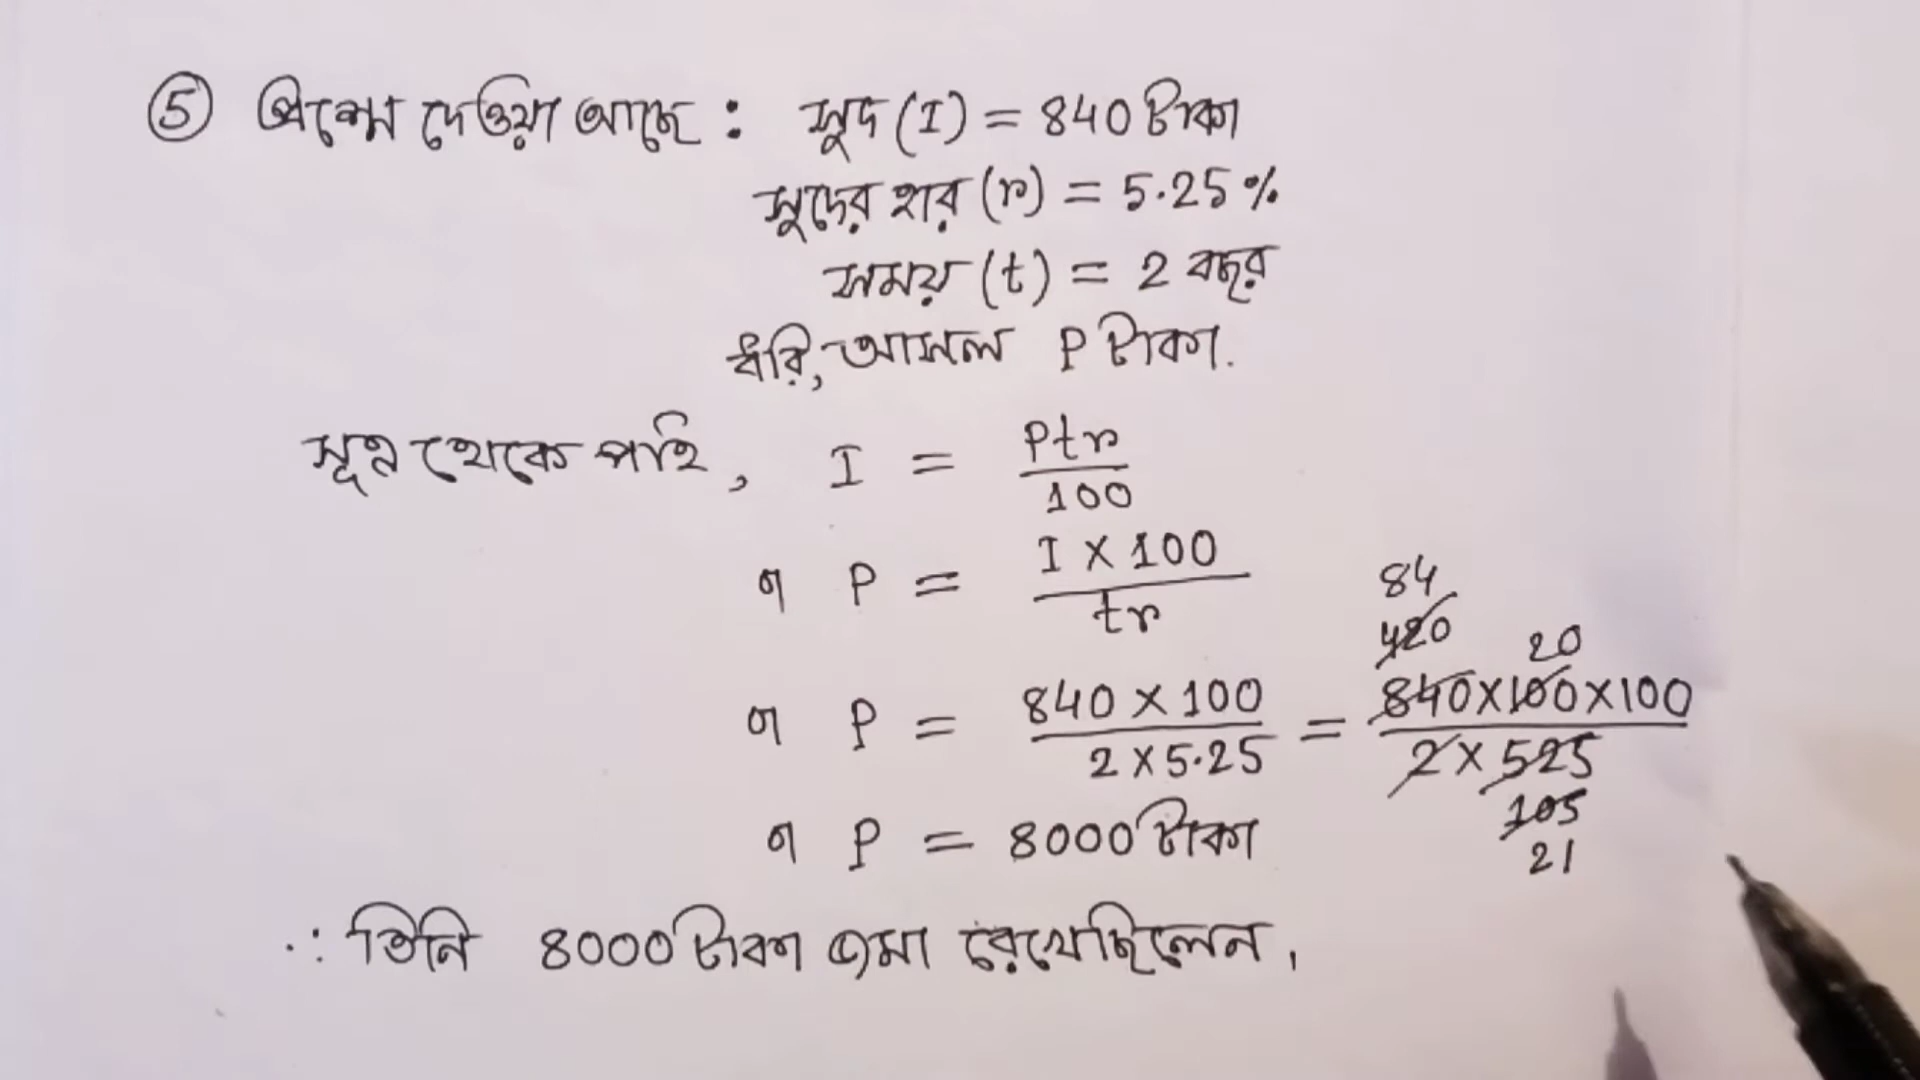 ⑤ প্রশ্নে দেওয়া আছে : সুদ (I) = 840 টাকা
সুদের হার (r) = 5.25 %
সময় (t) = 2 বছর
ধরি, আসল P টাকা.
সূত্র থেকে পাই, I = Ptr / 100
বা P = I × 100 / tr
বা P = 840 × 100 / 2 × 5.25 = 840 × 100 × 100 / 2 × 525
84
420
20
105
21
বা P = 8000 টাকা
∴ তিনি 8000 টাকা জমা রেখেছিলেন,